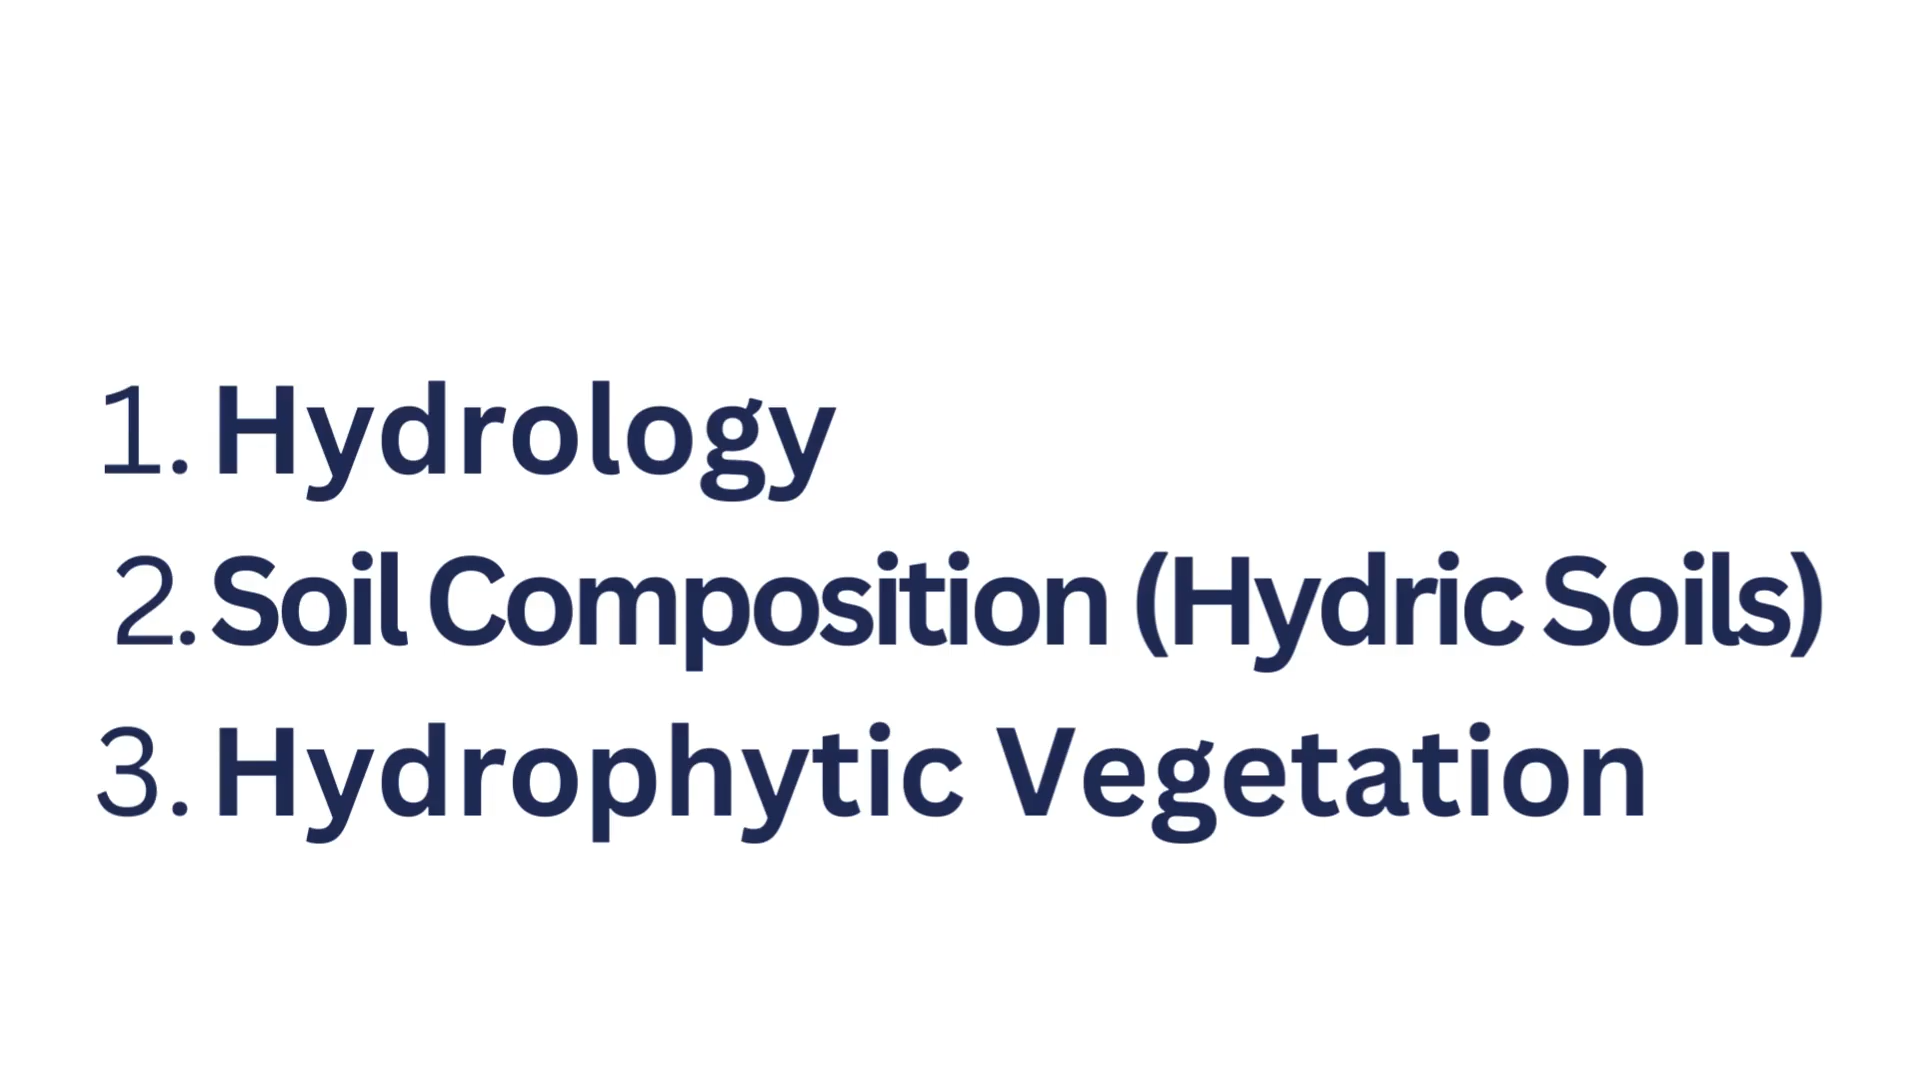 1. Hydrology
2. Soil Composition (Hydric Soils)
3. Hydrophytic Vegetation